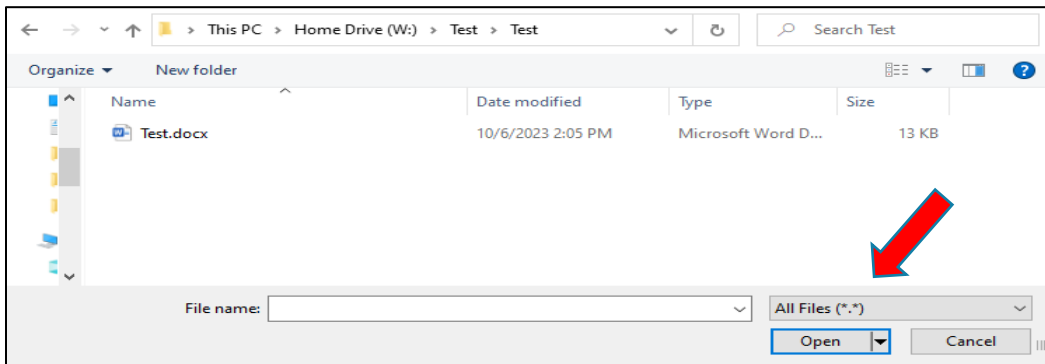 This PC > Home Drive (W:) > Test > Test Search Test
Organize New folder ?
Name Date modified Type Size
Test.docx 10/6/2023 2:05 PM Microsoft Word D... 13 KB
File name: All Files (*.*)
Open Cancel